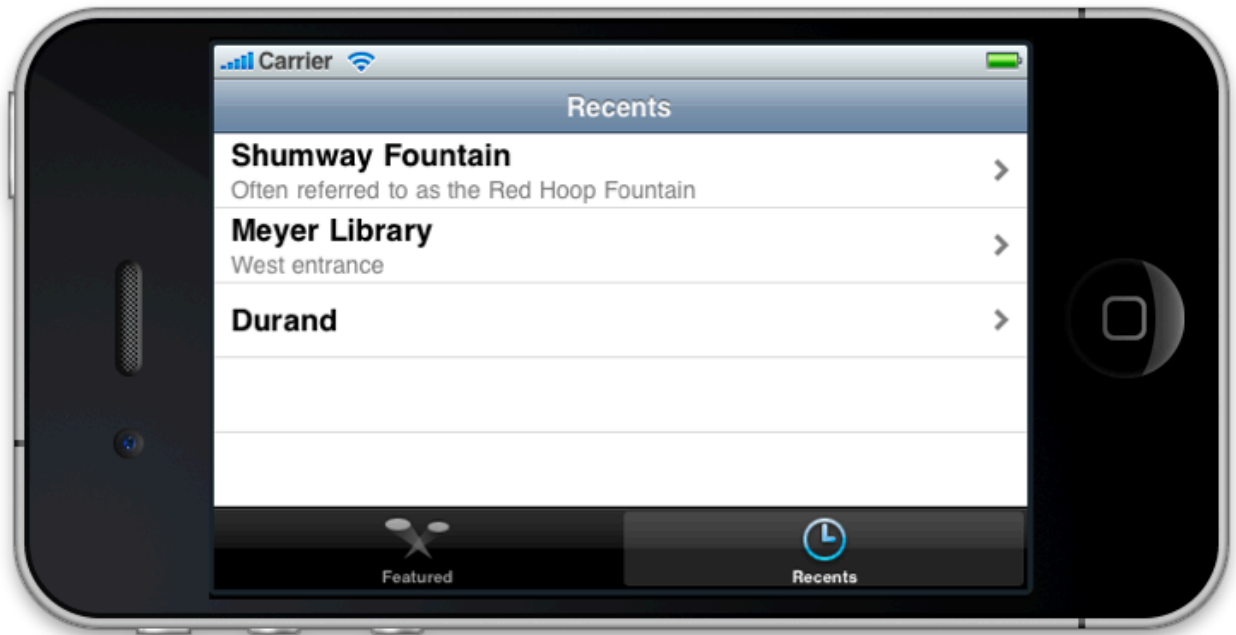 Carrier
Recents
Shumway Fountain
Often referred to as the Red Hoop Fountain
Meyer Library
West entrance
Durand
Featured
Recents